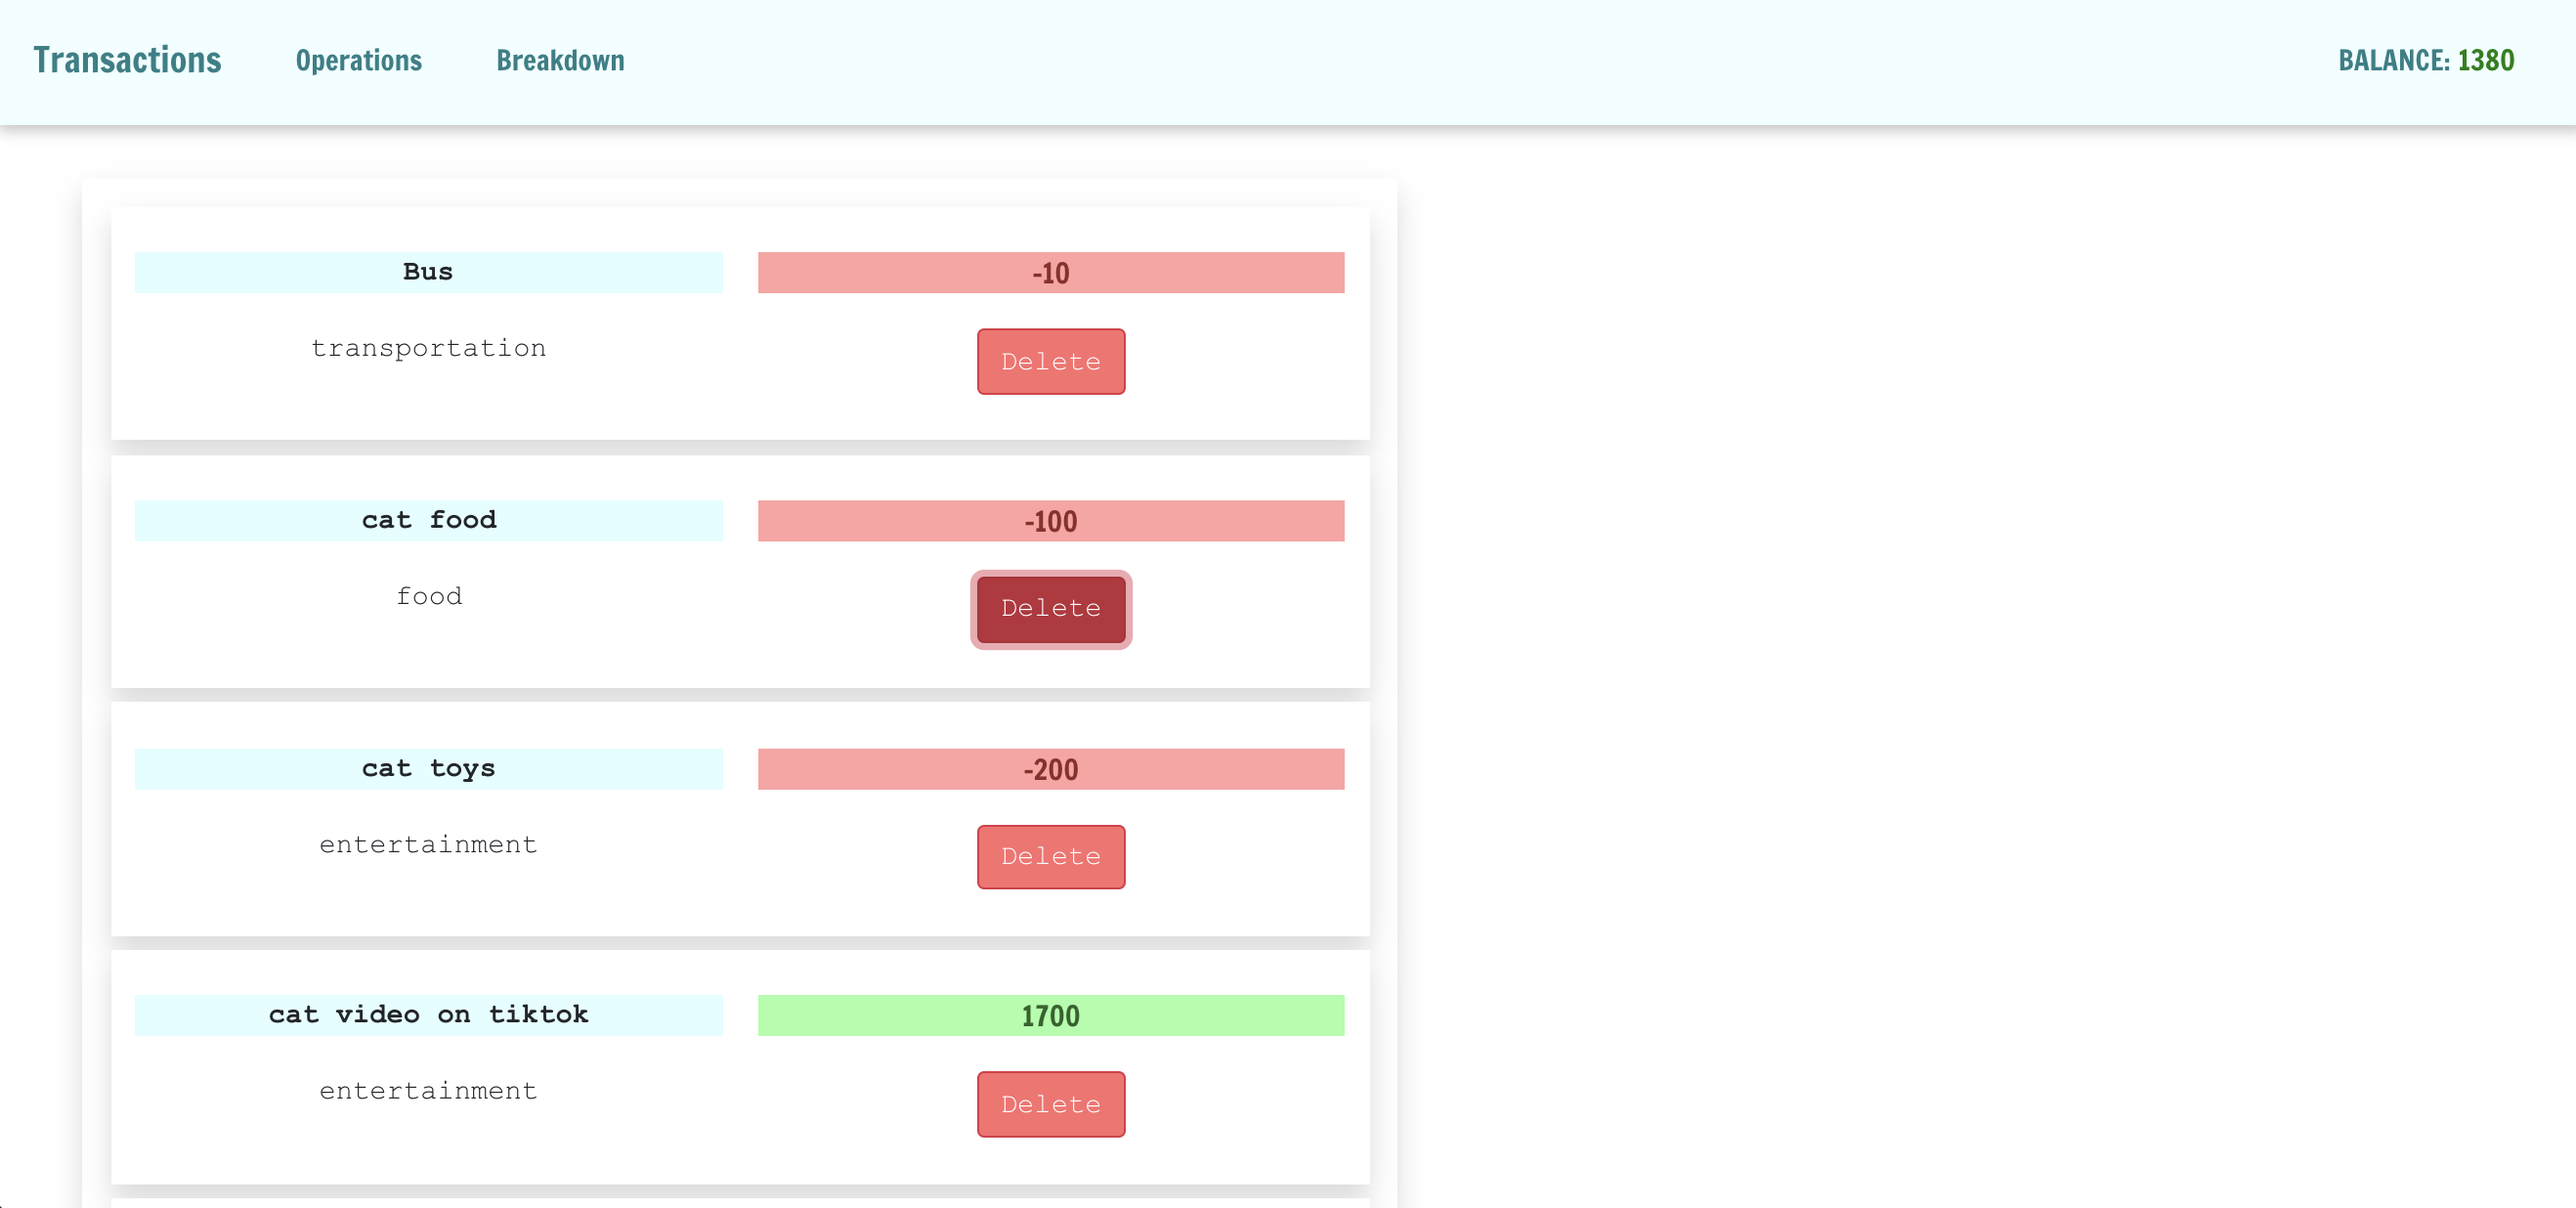 Transactions Operations Breakdown BALANCE: 1380
Bus -10
transportation Delete
cat food -100
food Delete
cat toys -200
entertainment Delete
cat video on tiktok 1700
entertainment Delete